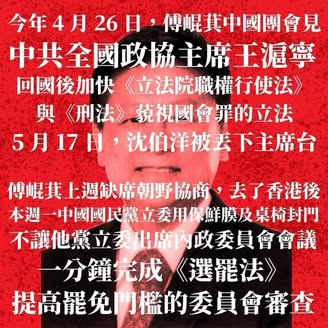 今年4月26日，傅崐萁中國團會見
中共全國政協主席王滬寧
回國後加快《立法院職權行使法》
與《刑法》藐視國會罪的立法
5月17日，沈伯洋被丟下主席台
傅崐萁上週缺席朝野協商，去了香港後
本週一中國國民黨立委用保鮮膜及桌椅封門
不讓他黨立委出席內政委員會會議
一分鐘完成《選罷法》
提高罷免門檻的委員會審查